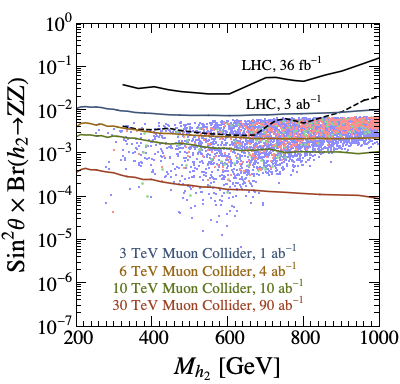 10⁰
10⁻¹
10⁻²
10⁻³
10⁻⁴
10⁻⁵
10⁻⁶
10⁻⁷
Sin²θ × Br(h₂→ZZ)
LHC, 36 fb⁻¹
LHC, 3 ab⁻¹
3 TeV Muon Collider, 1 ab⁻¹
6 TeV Muon Collider, 4 ab⁻¹
10 TeV Muon Collider, 10 ab⁻¹
30 TeV Muon Collider, 90 ab⁻¹
200 400 600 800 1000
M_{h₂} [GeV]